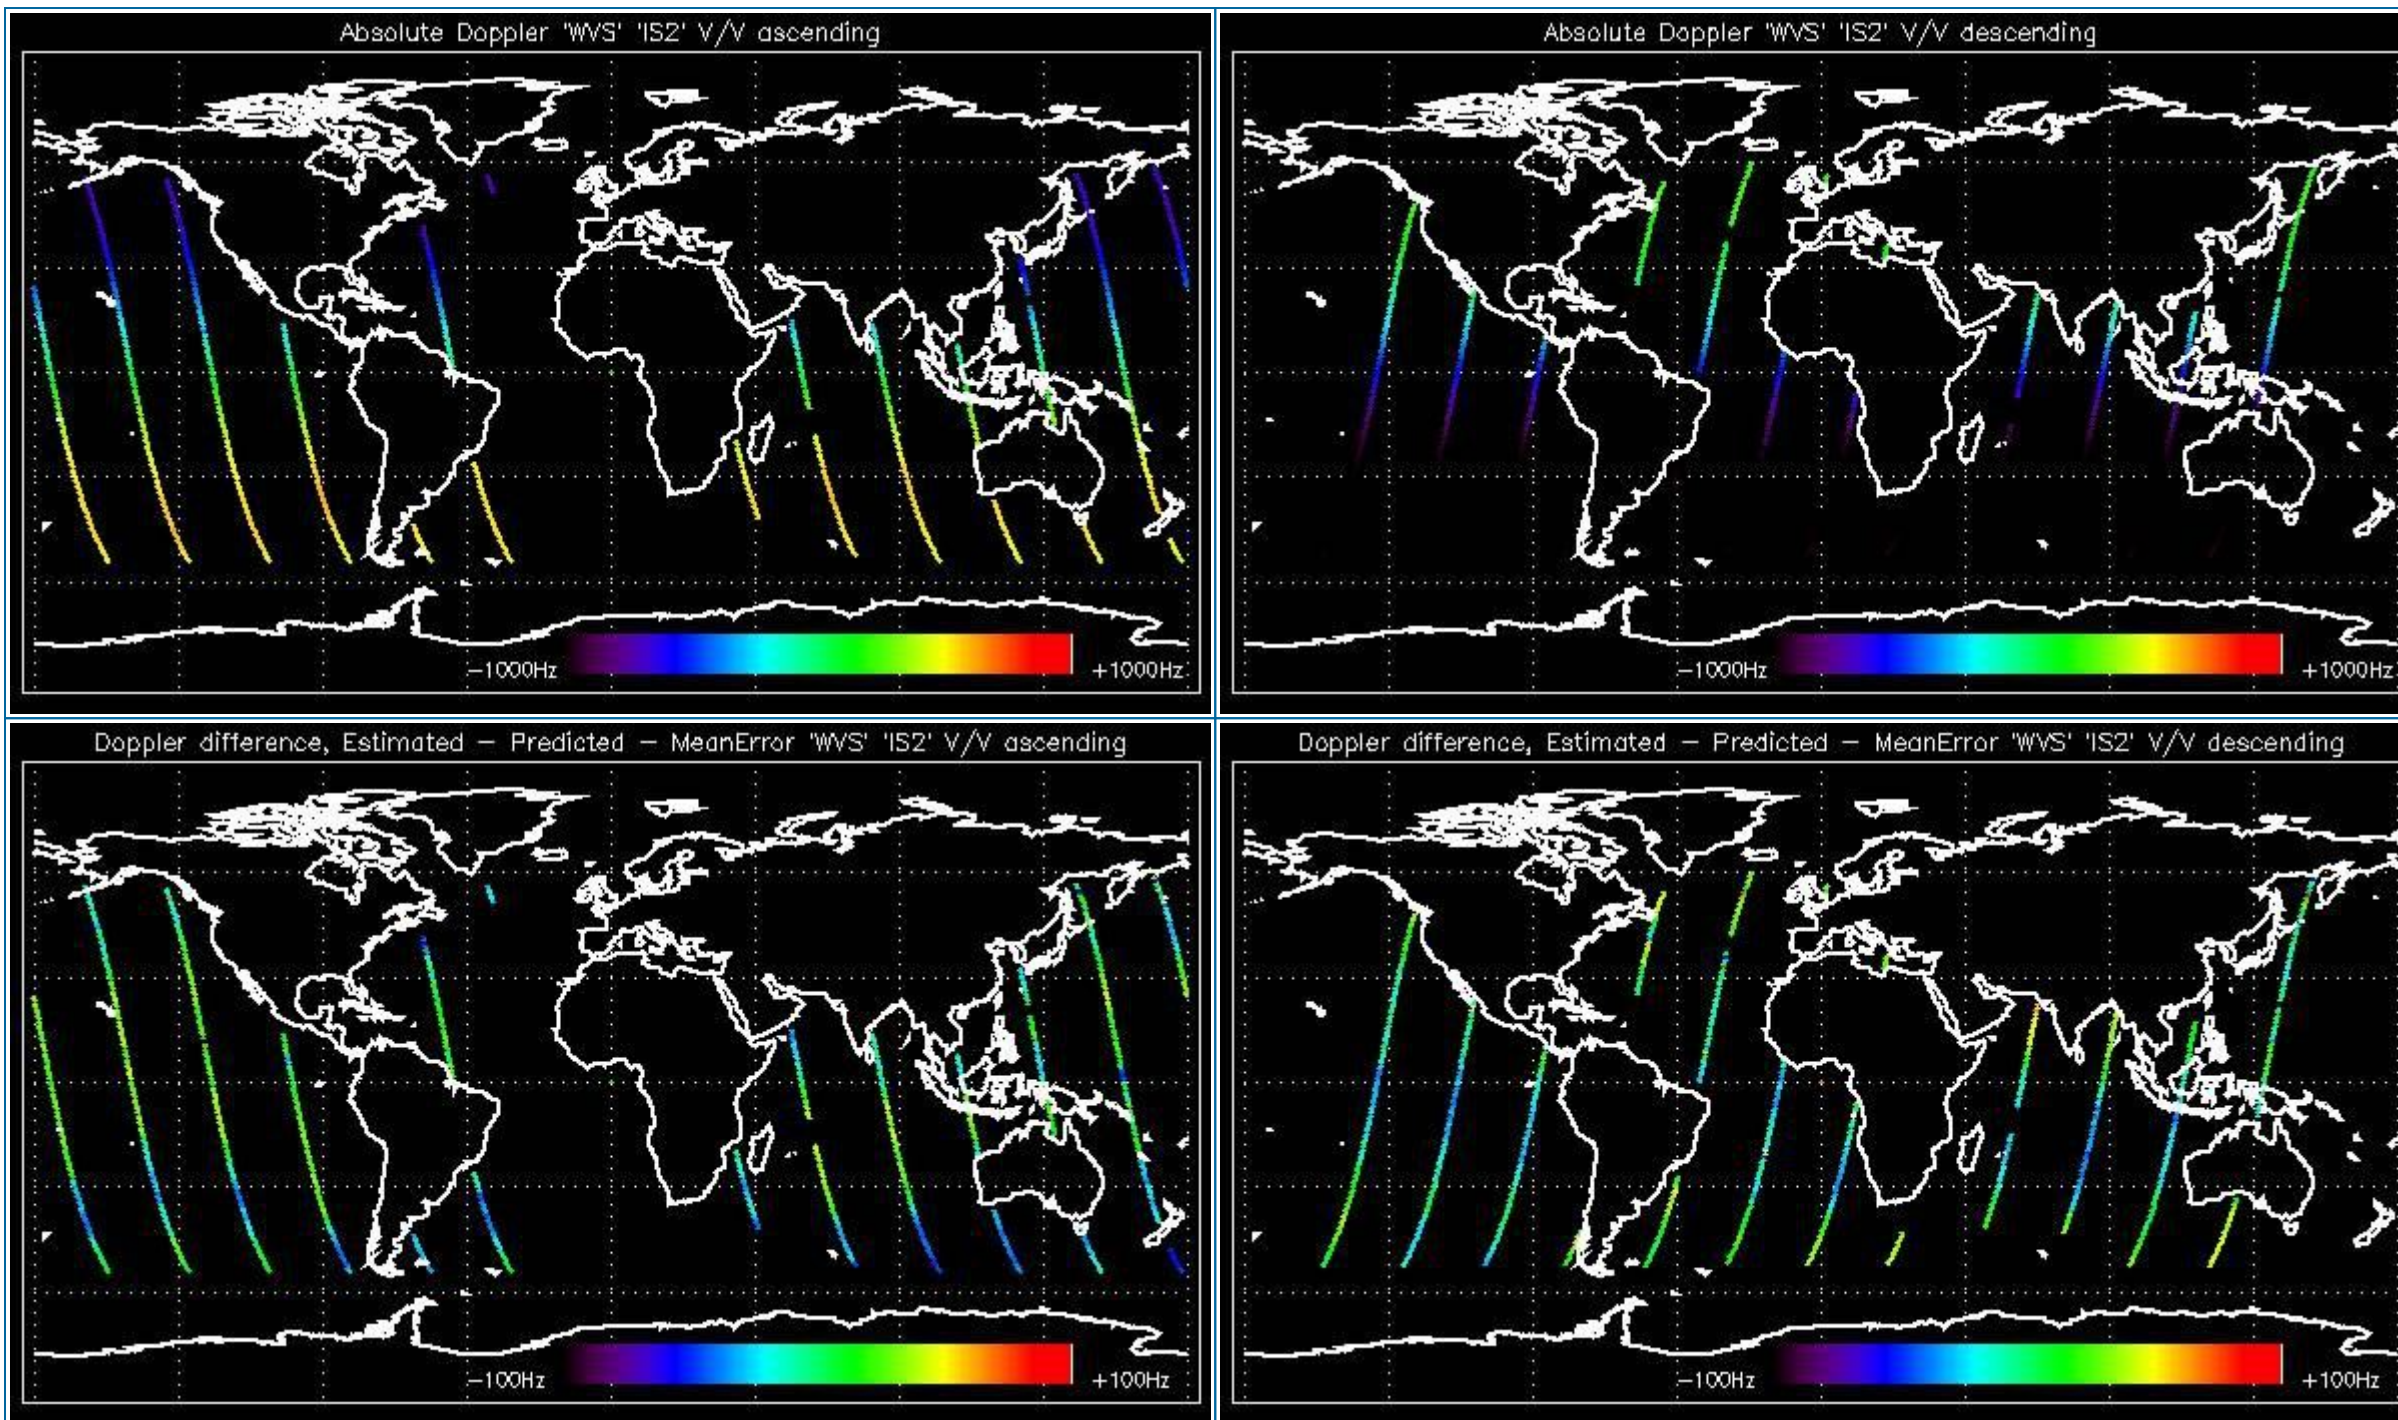 Absolute Doppler 'WVS' 'IS2' V/V ascending
-1000Hz
+1000Hz
Absolute Doppler 'WVS' 'IS2' V/V descending
-1000Hz
+1000Hz
Doppler difference, Estimated - Predicted - MeanError 'WVS' 'IS2' V/V ascending
-100Hz
+100Hz
Doppler difference, Estimated - Predicted - MeanError 'WVS' 'IS2' V/V descending
-100Hz
+100Hz